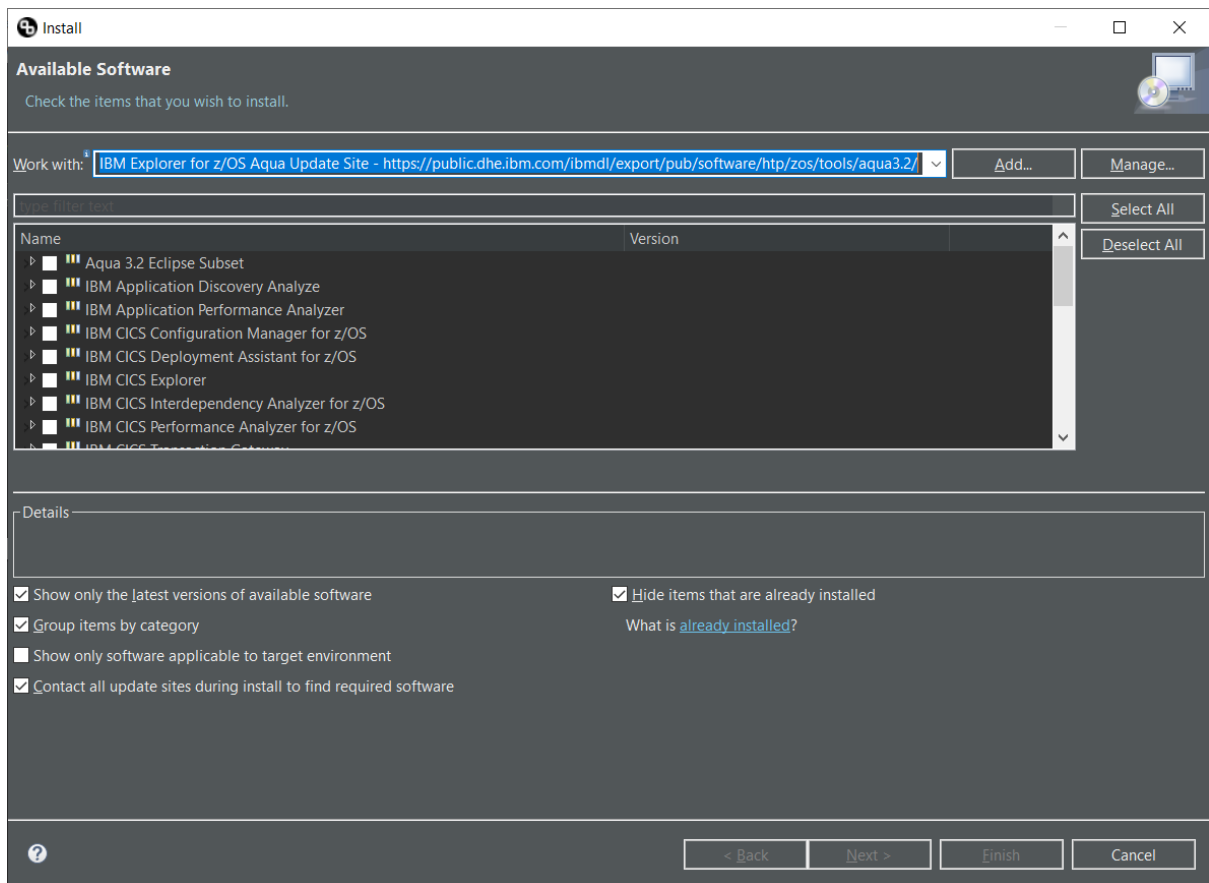 Install
Available Software
Check the items that you wish to install.
Work with: IBM Explorer for z/OS Aqua Update Site - https://public.dhe.ibm.com/ibmdl/export/pub/software/htp/zos/tools/aqua3.2/ Add... Manage...
type filter text Select All
Name Version Deselect All
Aqua 3.2 Eclipse Subset
IBM Application Discovery Analyze
IBM Application Performance Analyzer
IBM CICS Configuration Manager for z/OS
IBM CICS Deployment Assistant for z/OS
IBM CICS Explorer
IBM CICS Interdependency Analyzer for z/OS
IBM CICS Performance Analyzer for z/OS
IBM CICS Transaction Gateway
Details
Show only the latest versions of available software Hide items that are already installed
Group items by category What is already installed?
Show only software applicable to target environment
Contact all update sites during install to find required software
? < Back Next > Finish Cancel